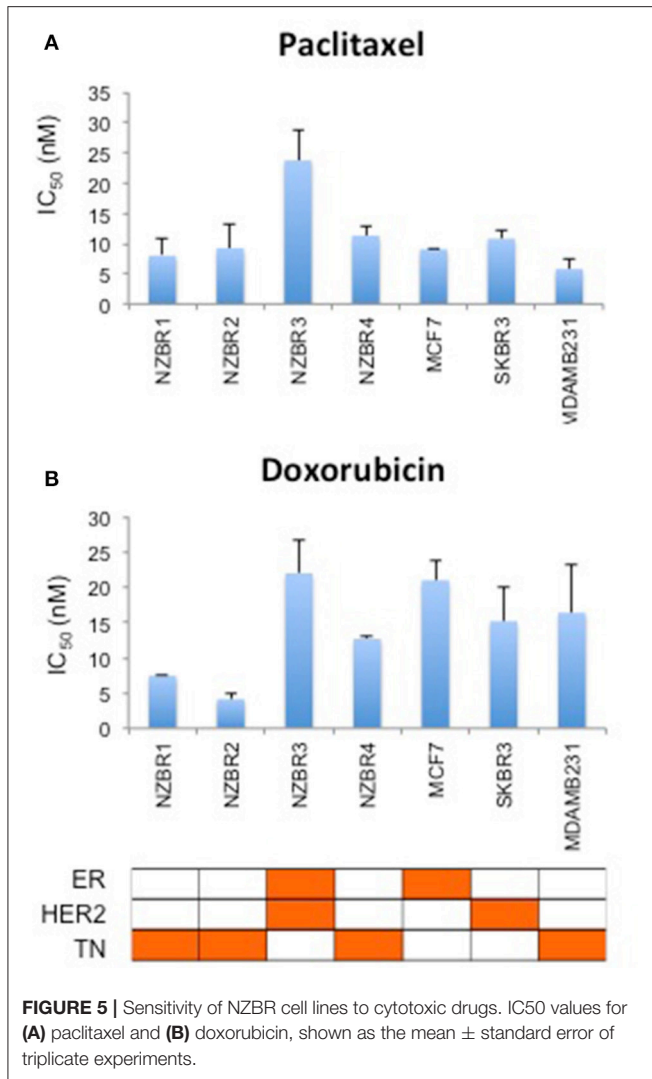 A
Paclitaxel
IC50 (nM)
35
30
25
20
15
10
5
0
NZBR1
NZBR2
NZBR3
NZBR4
MCF7
SKBR3
MDAMB231
B
Doxorubicin
IC50 (nM)
30
25
20
15
10
5
0
NZBR1
NZBR2
NZBR3
NZBR4
MCF7
SKBR3
MDAMB231
ER
HER2
TN
FIGURE 5 | Sensitivity of NZBR cell lines to cytotoxic drugs. IC50 values for
(A) paclitaxel and (B) doxorubicin, shown as the mean ± standard error of
triplicate experiments.